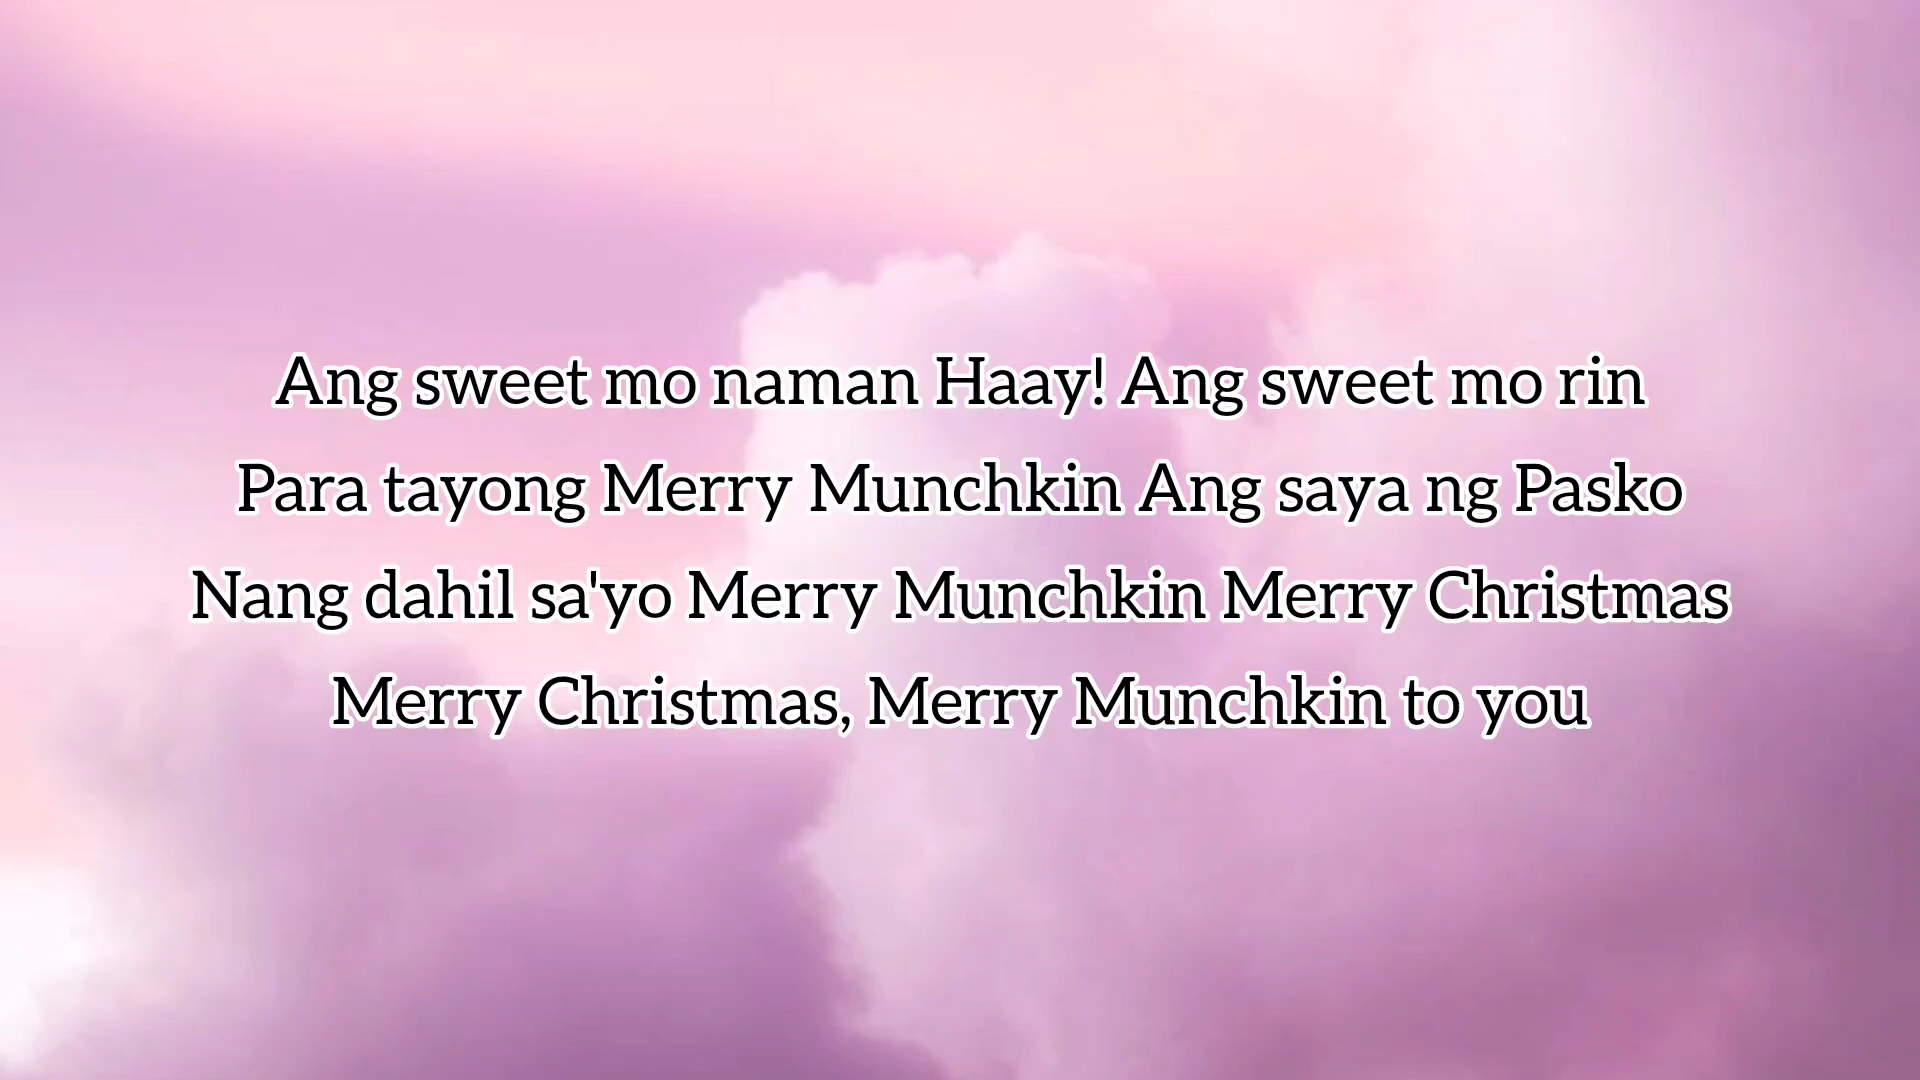 Ang sweet mo naman Haay! Ang sweet mo rin
Para tayong Merry Munchkin Ang saya ng Pasko
Nang dahil sa'yo Merry Munchkin Merry Christmas
Merry Christmas, Merry Munchkin to you